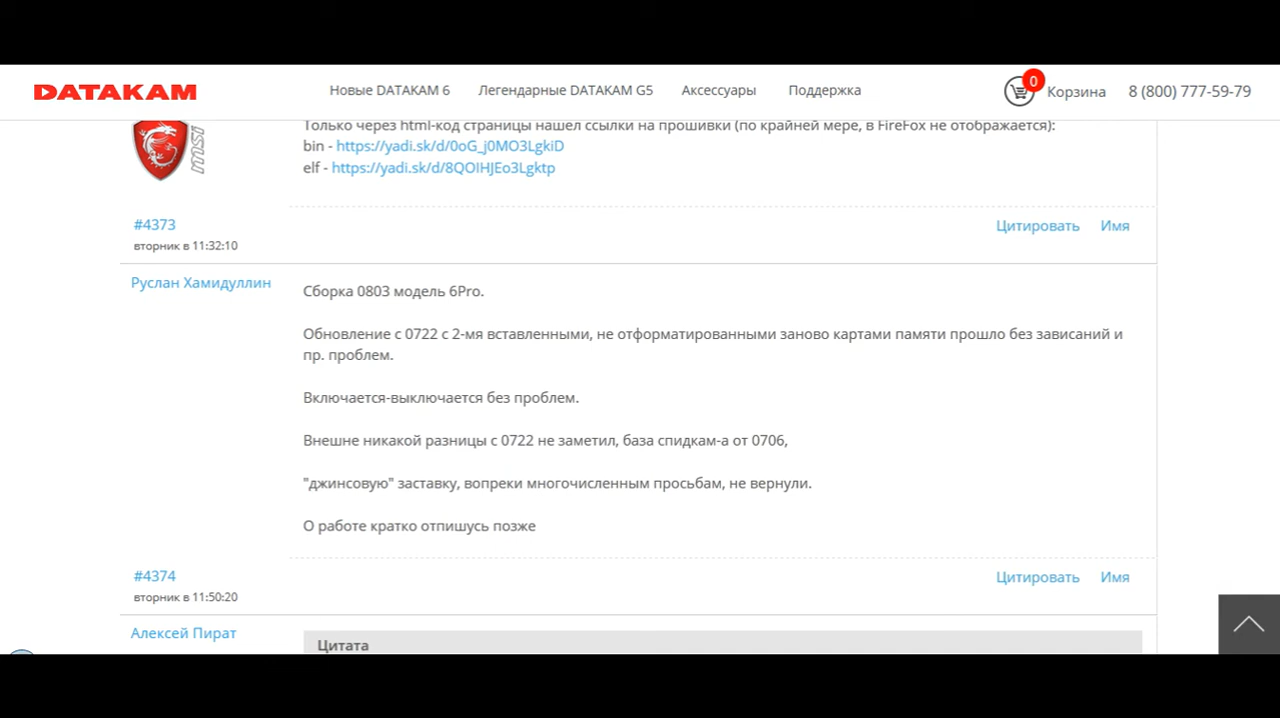 DATAKAM
Новые DATAKAM 6
Легендарные DATAKAM G5
Аксессуары
Поддержка
0
Корзина
8 (800) 777-59-79
Только через html-код страницы нашел ссылки на прошивки (по крайней мере, в FireFox не отображается):
bin - https://yadi.sk/d/0oG_j0MO3LgkiD
elf - https://yadi.sk/d/8QOIHJEo3Lgktp
msi
#4373
вторник в 11:32:10
Цитировать Имя
Руслан Хамидуллин
Сборка 0803 модель 6Pro.
Обновление с 0722 с 2-мя вставленными, не отформатированными заново картами памяти прошло без зависаний и
пр. проблем.
Включается-выключается без проблем.
Внешне никакой разницы с 0722 не заметил, база спидкам-а от 0706,
"джинсовую" заставку, вопреки многочисленным просьбам, не вернули.
О работе кратко отпишусь позже
#4374
вторник в 11:50:20
Цитировать Имя
Алексей Пират
Цитата